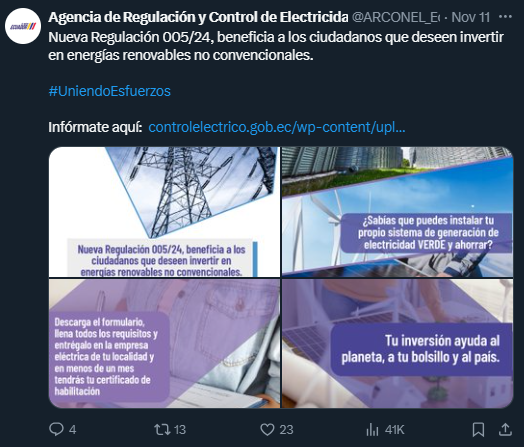 Agencia de Regulación y Control de Electricida @ARCONEL_E · Nov 11 ···
Nueva Regulación 005/24, beneficia a los ciudadanos que deseen invertir
en energías renovables no convencionales.
#UniendoEsfuerzos
Infórmate aquí: controlelectrico.gob.ec/wp-content/upl...
Nueva Regulación 005/24, beneficia a los
ciudadanos que deseen invertir en
energías renovables no convencionales.
¿Sabías que puedes instalar tu
propio sistema de generación de
electricidad VERDE y ahorrar?
Descarga el formulario,
llena todos los requisitos y
entrégalo en la empresa
eléctrica de tu localidad y
en menos de un mes
tendrás tu certificado de
habilitación
Tu inversión ayuda al
planeta, a tu bolsillo y al país.
4 13 23 41K